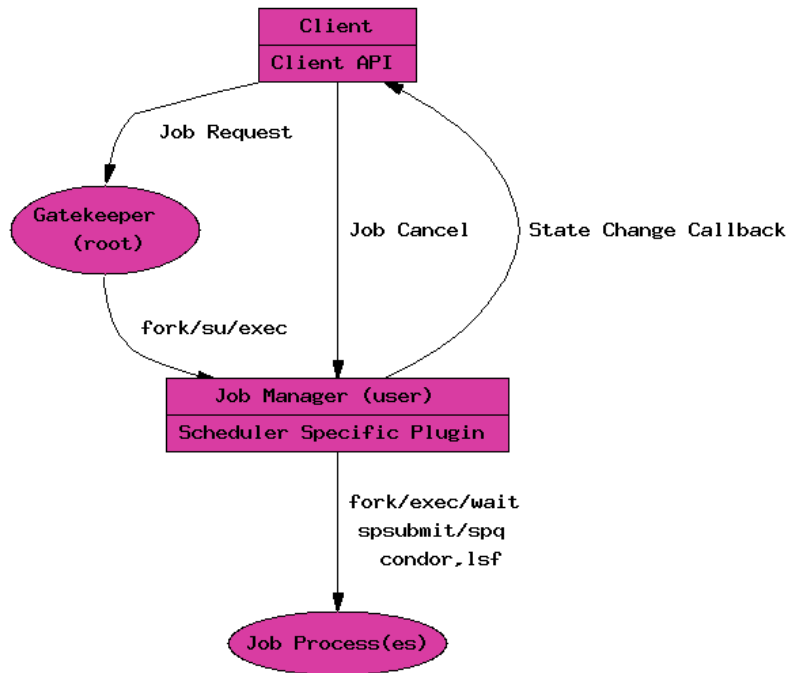 Client
Client API
Job Request
Gatekeeper
(root)
Job Cancel
State Change Callback
fork/su/exec
Job Manager (user)
Scheduler Specific Plugin
fork/exec/wait
spsubmit/spq
condor,lsf
Job Process(es)